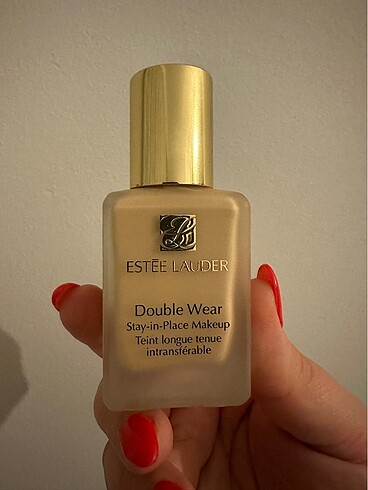 ESTĒE LAUDER
Double Wear
Stay-in-Place Makeup
Teint longue tenue
intransférable